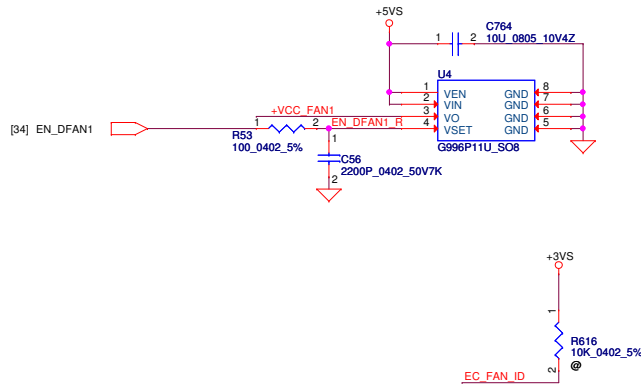 +5VS
C764
10U_0805_10V4Z
1 2
U4
1 VEN GND 8
2 VIN GND 7
3 VO GND 6
4 VSET GND 5
G996P11U_SO8
+VCC_FAN1
[34] EN_DFAN1
1 2 EN_DFAN1_R
R53
100_0402_5%
1
C56
2200P_0402_50V7K
2
+3VS
1
R616
10K_0402_5%
@
2
EC_FAN_ID